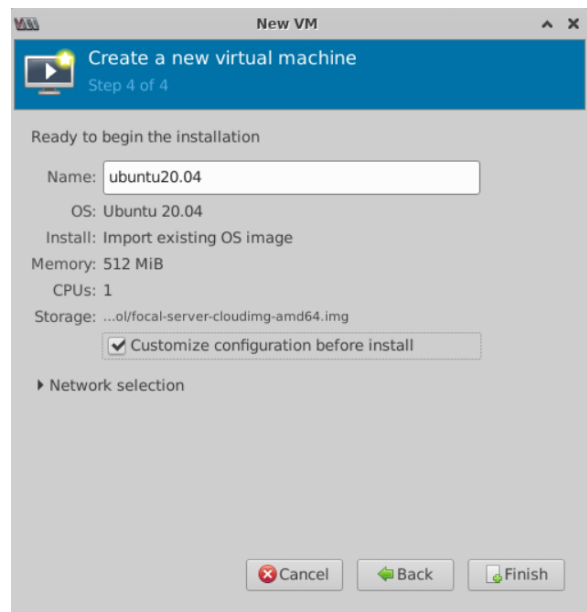 New VM
Create a new virtual machine
Step 4 of 4
Ready to begin the installation
Name: ubuntu20.04
OS: Ubuntu 20.04
Install: Import existing OS image
Memory: 512 MiB
CPUs: 1
Storage: ...ol/focal-server-cloudimg-amd64.img
Customize configuration before install
Network selection
Cancel Back Finish